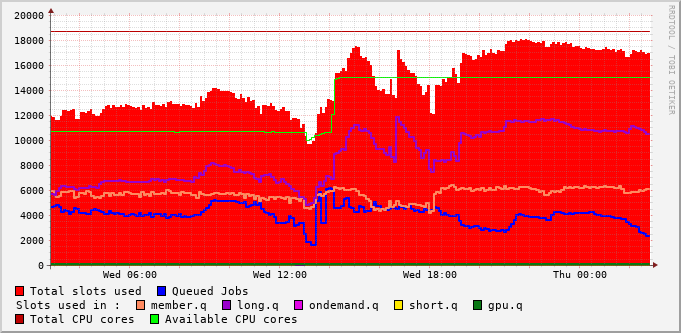 RRDTOOL / TOBI OETIKER
20000
18000
16000
14000
12000
10000
8000
6000
4000
2000
0
Wed 06:00 Wed 12:00 Wed 18:00 Thu 00:00
Total slots used Queued Jobs
Slots used in : member.q long.q ondemand.q short.q gpu.q
Total CPU cores Available CPU cores